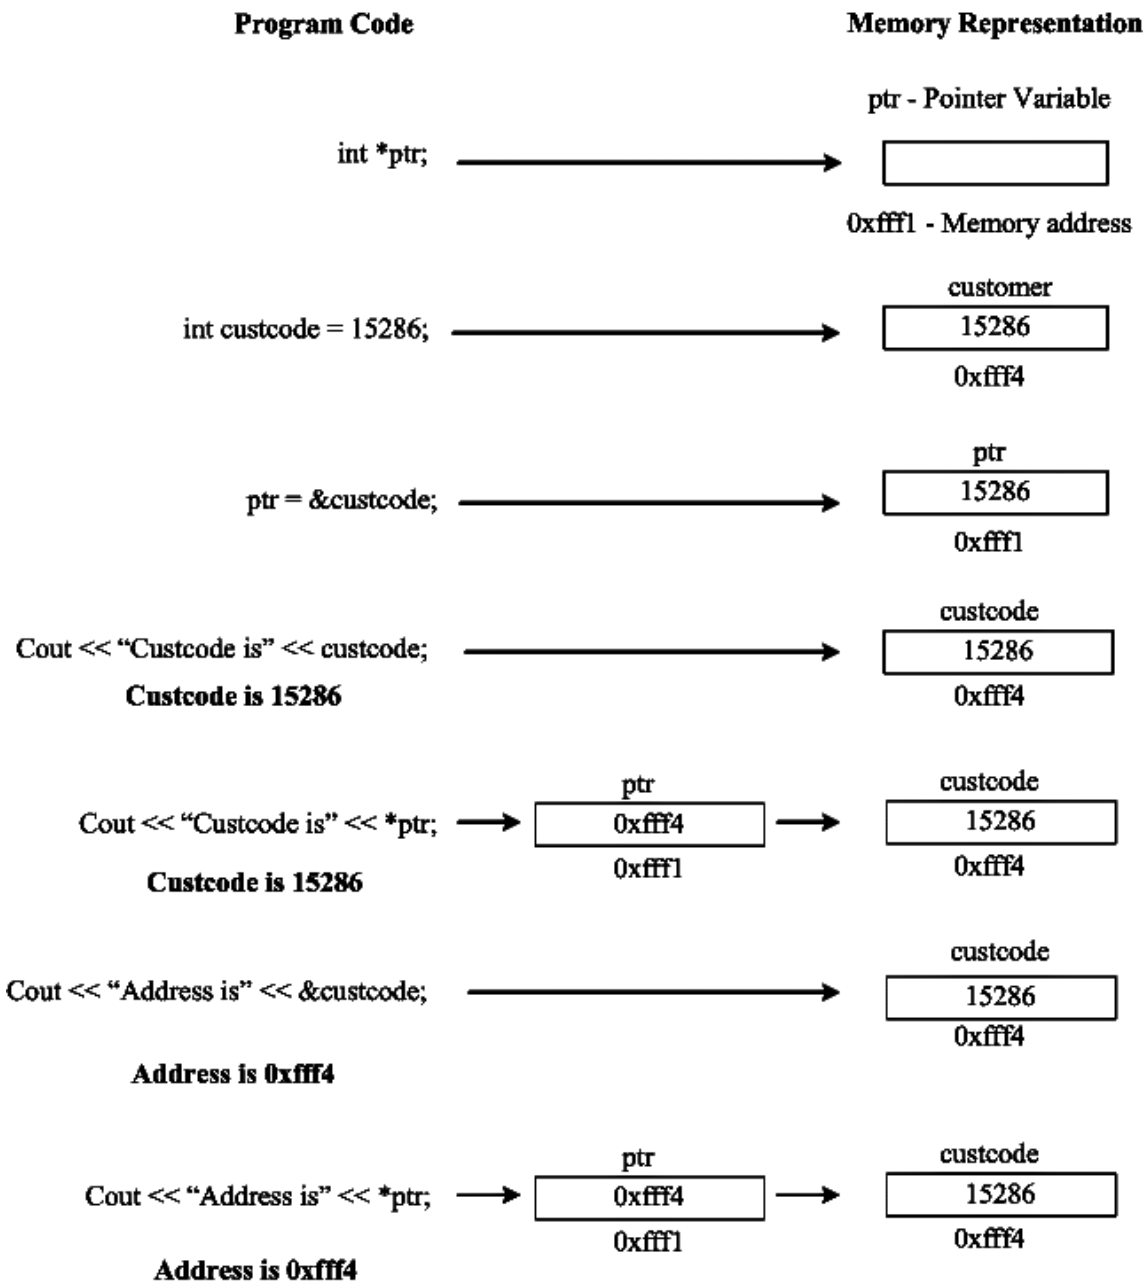 Program Code
Memory Representation
ptr - Pointer Variable
int *ptr;
0xfff1 - Memory address
customer
int custcode = 15286;
15286
0xfff4
ptr
ptr = &custcode;
15286
0xfff1
custcode
Cout << “Custcode is” << custcode;
15286
Custcode is 15286
0xfff4
ptr
custcode
Cout << “Custcode is” << *ptr;
0xfff4
15286
0xfff1
0xfff4
Custcode is 15286
custcode
Cout << “Address is” << &custcode;
15286
0xfff4
Address is 0xfff4
ptr
custcode
Cout << “Address is” << *ptr;
0xfff4
15286
0xfff1
0xfff4
Address is 0xfff4